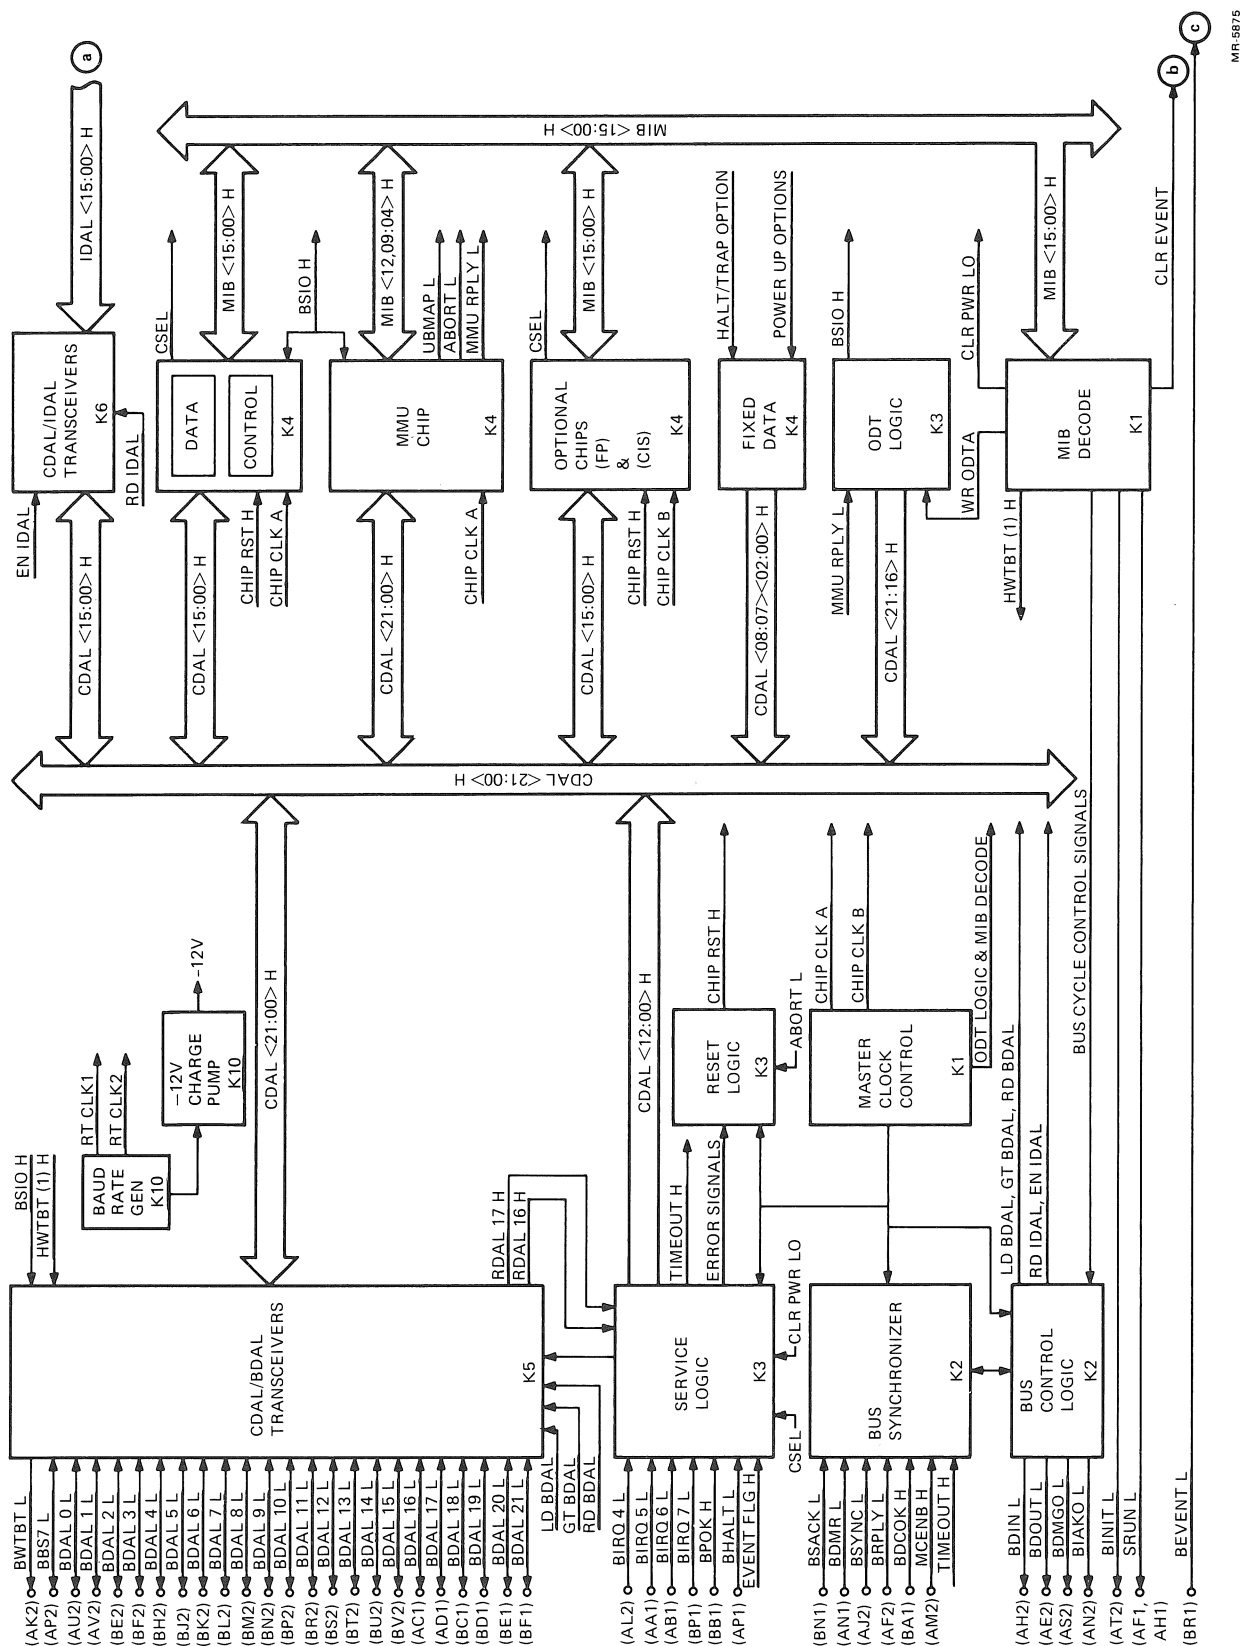 (AK2) BWTBT L
(AP2) BBS7 L
(AU2) BDAL 0 L
(AV2) BDAL 1 L
(BE2) BDAL 2 L
(BF2) BDAL 3 L
(BH2) BDAL 4 L
(BJ2) BDAL 5 L
(BK2) BDAL 6 L
(BL2) BDAL 7 L
(BM2) BDAL 8 L
(BN2) BDAL 9 L
(BP2) BDAL 10 L
(BR2) BDAL 11 L
(BS2) BDAL 12 L
(BT2) BDAL 13 L
(BU2) BDAL 14 L
(BV2) BDAL 15 L
(AC1) BDAL 16 L
(AD1) BDAL 17 L
(BC1) BDAL 18 L
(BD1) BDAL 19 L
(BE1) BDAL 20 L
(BF1) BDAL 21 L
LD BDAL
GT BDAL
RD BDAL
CDAL/BDAL
TRANSCEIVERS
K5
BSIO H
HWTBT (1) H
BAUD
RATE
GEN
K10
RT CLK1
RT CLK2
–12V
CHARGE
PUMP
K10
–12V
CDAL <21:00> H
RDAL 17 H
RDAL 16 H
(AL2) BIRQ 4 L
(AA1) BIRQ 5 L
(AB1) BIRQ 6 L
(BP1) BIRQ 7 L
(BB1) BPOK H
(AP1) BHALT L
EVENT FLG H
CSEL
SERVICE
LOGIC
K3
CLR PWR LO
CDAL <12:00> H
TIMEOUT H
ERROR SIGNALS
RESET
LOGIC
K3
CHIP RST H
ABORT L
(BN1) BSACK L
(AN1) BDMR L
(AJ2) BSYNC L
(AF2) BRPLY L
(BA1) BDCOK H
(AM2) MCENB H
TIMEOUT H
BUS
SYNCHRONIZER
K2
MASTER
CLOCK
CONTROL
K1
CHIP CLK A
CHIP CLK B
ODT LOGIC & MIB DECODE
(AH2) BDIN L
(AE2) BDOUT L
(AS2) BDMGO L
(AN2) BIAKO L
BUS
CONTROL
LOGIC
K2
LD BDAL, GT BDAL, RD BDAL
RD IDAL, EN IDAL
BUS CYCLE CONTROL SIGNALS
(AT2) BINIT L
(AF1, SRUN L
AH1)
(BR1) BEVENT L
CDAL <21:00> H
EN IDAL
CDAL <15:00> H
CDAL/IDAL
TRANSCEIVERS
K6
RD IDAL
IDAL <15:00> H
a
CDAL <15:00> H
CHIP RST H
CHIP CLK A
DATA
CONTROL
K4
CSEL
MIB <15:00> H
BSIO H
CDAL <21:00> H
CHIP CLK A
MMU
CHIP
K4
MIB <12,09:04> H
UBMAP L
ABORT L
MMU RPLY L
CDAL <15:00> H
CHIP RST H
CHIP CLK B
OPTIONAL
CHIPS
(FP)
&
(CIS)
K4
CSEL
MIB <15:00> H
CDAL <08:07><02:00> H
FIXED
DATA
K4
HALT/TRAP OPTION
POWER UP OPTIONS
MMU RPLY L
CDAL <21:16> H
ODT
LOGIC
K3
BSIO H
WR ODTA
CLR PWR LO
HWTBT (1) H
MIB
DECODE
K1
MIB <15:00> H
MIB <15:00> H
CLR EVENT
b
c
MR-5875